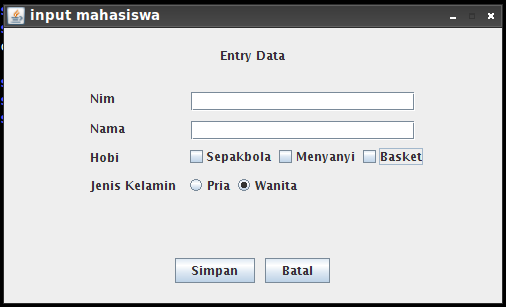 input mahasiswa
Entry Data
Nim
Nama
Hobi Sepakbola Menyanyi Basket
Jenis Kelamin Pria Wanita
Simpan Batal